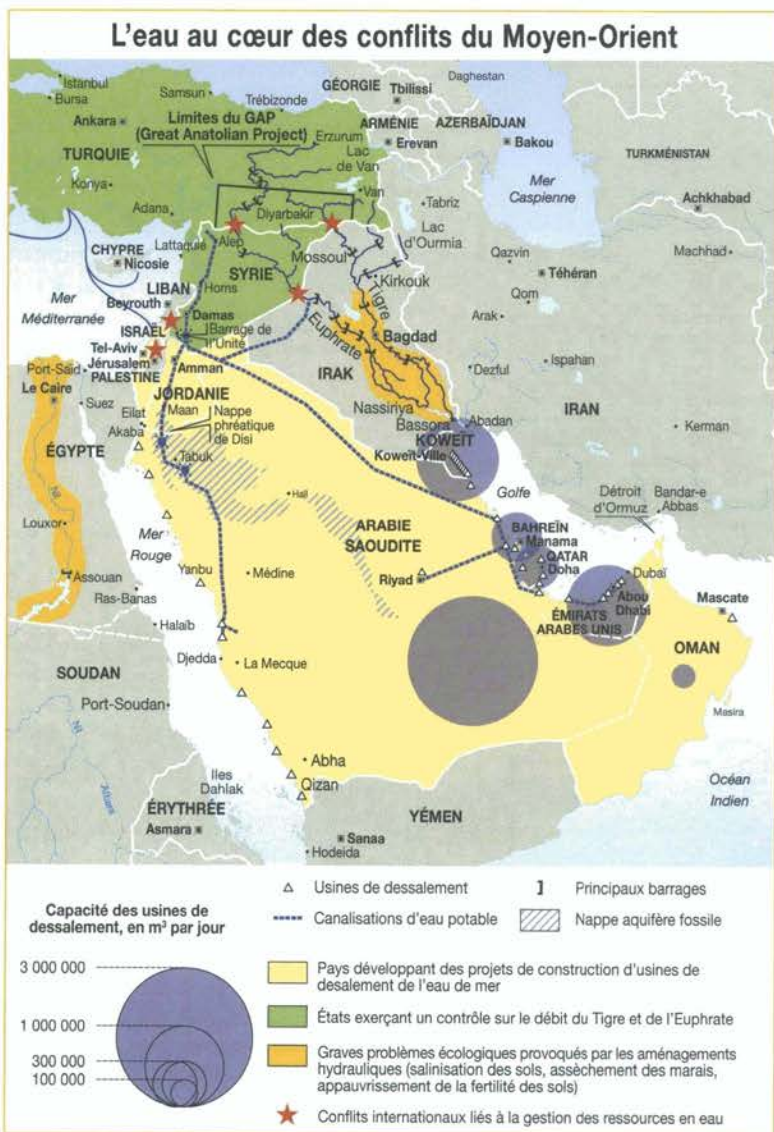 L'eau au cœur des conflits du Moyen-Orient
Istanbul
Bursa
Samsun
Trébizonde
GÉORGIE
Tbilissi
Daghestan
Ankara
Limites du GAP
(Great Anatolian Project)
Erzurum
ARMÉNIE
Erevan
AZERBAÏDJAN
Bakou
TURQUIE
Lac
de Van
Van
TURKMÉNISTAN
Konya
Adana
Diyarbakir
Tabriz
Mer
Caspienne
Achkhabad
Lac
d'Ourmia
CHYPRE
Nicosie
Lattaquié
Alep
Mossoul
Qazvin
Machhad
SYRIE
Kirkouk
Téhéran
Qom
LIBAN
Beyrouth
Homs
Tigre
Arak
Mer
Méditerranée
Damas
ISRAËL
Barrage de
l'Unité
Euphrate
Bagdad
Tel-Aviv
Jérusalem
PALESTINE
Amman
IRAK
Dezful
Ispahan
Port-Saïd
Le Caire
Suez
JORDANIE
Maan
Nassiriya
Bassora
Abadan
IRAN
Kerman
Eilat
Akaba
Nappe
phréatique
de Disi
KOWEÏT
Koweït-Ville
ÉGYPTE
Tabuk
Nil
Haïl
Golfe
Détroit
d'Ormuz
Bandar-e
Abbas
Louxor
Mer
Rouge
ARABIE
SAOUDITE
BAHREÏN
Manama
QATAR
Doha
Assouan
Yanbu
Médine
Riyad
Dubaï
Abou
Dhabi
Mascate
Ras-Banas
Halaïb
ÉMIRATS
ARABES UNIS
OMAN
SOUDAN
Djedda
La Mecque
Port-Soudan
Masira
Nil
Abha
Iles
Dahlak
Qizan
Océan
Indien
ÉRYTHRÉE
Asmara
YÉMEN
Sanaa
Hodeida
Capacité des usines de
dessalement, en m³ par jour
3 000 000
1 000 000
300 000
100 000
Usines de dessalement
Principaux barrages
Canalisations d'eau potable
Nappe aquifère fossile
Pays développant des projets de construction d'usines de
desalement de l'eau de mer
États exerçant un contrôle sur le débit du Tigre et de l'Euphrate
Graves problèmes écologiques provoqués par les aménagements
hydrauliques (salinisation des sols, assèchement des marais,
appauvrissement de la fertilité des sols)
Conflits internationaux liés à la gestion des ressources en eau